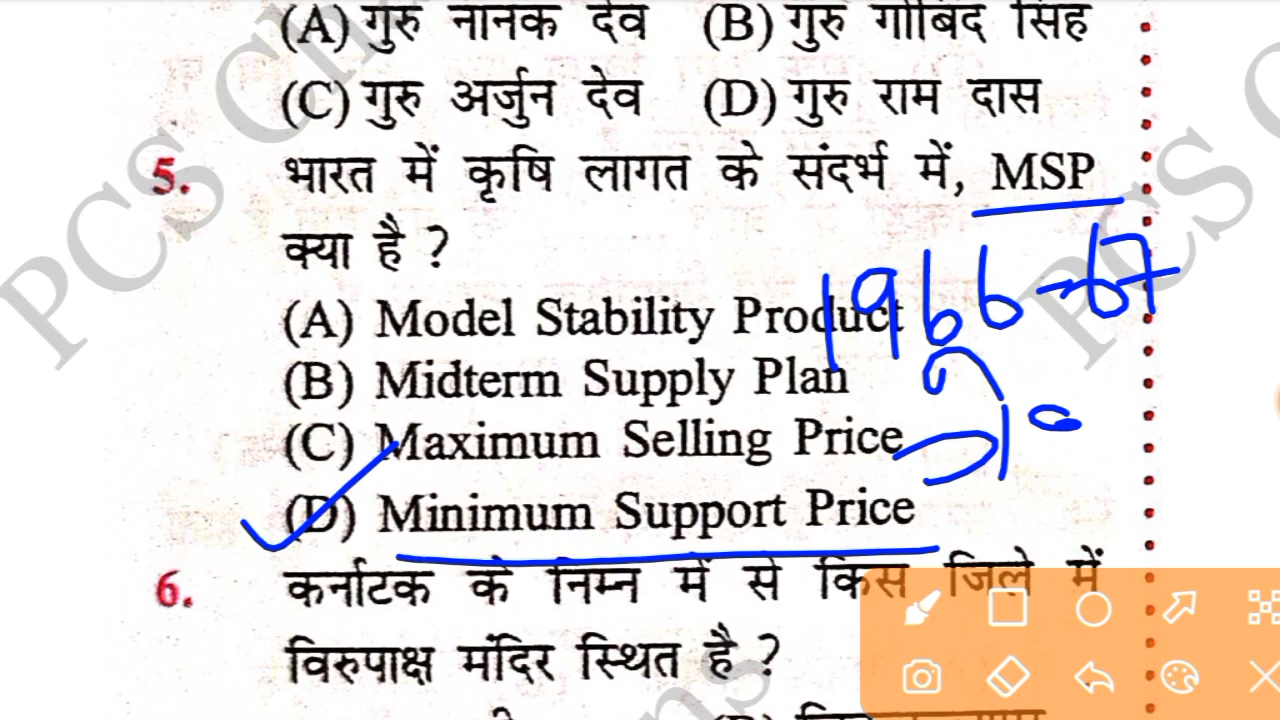 (A) गुरु नानक देव (B) गुरु गोबिंद सिंह
(C) गुरु अर्जुन देव (D) गुरु राम दास
5. भारत में कृषि लागत के संदर्भ में, MSP
क्या है ?
1966-67
(A) Model Stability Product
(B) Midterm Supply Plan
(C) Maximum Selling Price
(D) Minimum Support Price
6. कर्नाटक के निम्न में से किस जिले में
विरुपाक्ष मंदिर स्थित है ?